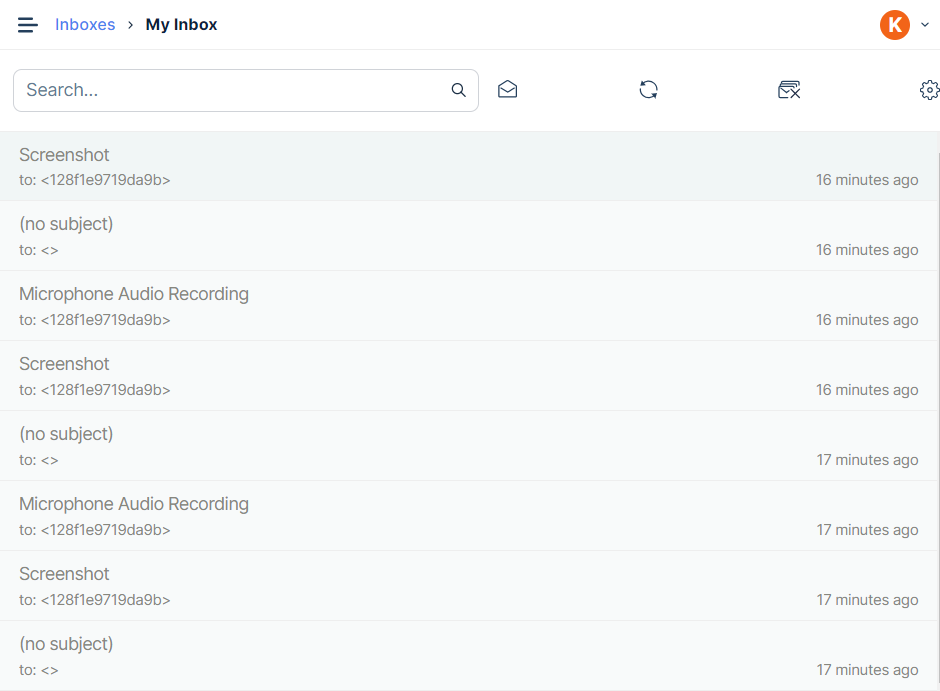 Inboxes > My Inbox
K
Search...
Screenshot
to: <128f1e9719da9b>
16 minutes ago
(no subject)
to: <>
16 minutes ago
Microphone Audio Recording
to: <128f1e9719da9b>
16 minutes ago
Screenshot
to: <128f1e9719da9b>
16 minutes ago
(no subject)
to: <>
17 minutes ago
Microphone Audio Recording
to: <128f1e9719da9b>
17 minutes ago
Screenshot
to: <128f1e9719da9b>
17 minutes ago
(no subject)
to: <>
17 minutes ago